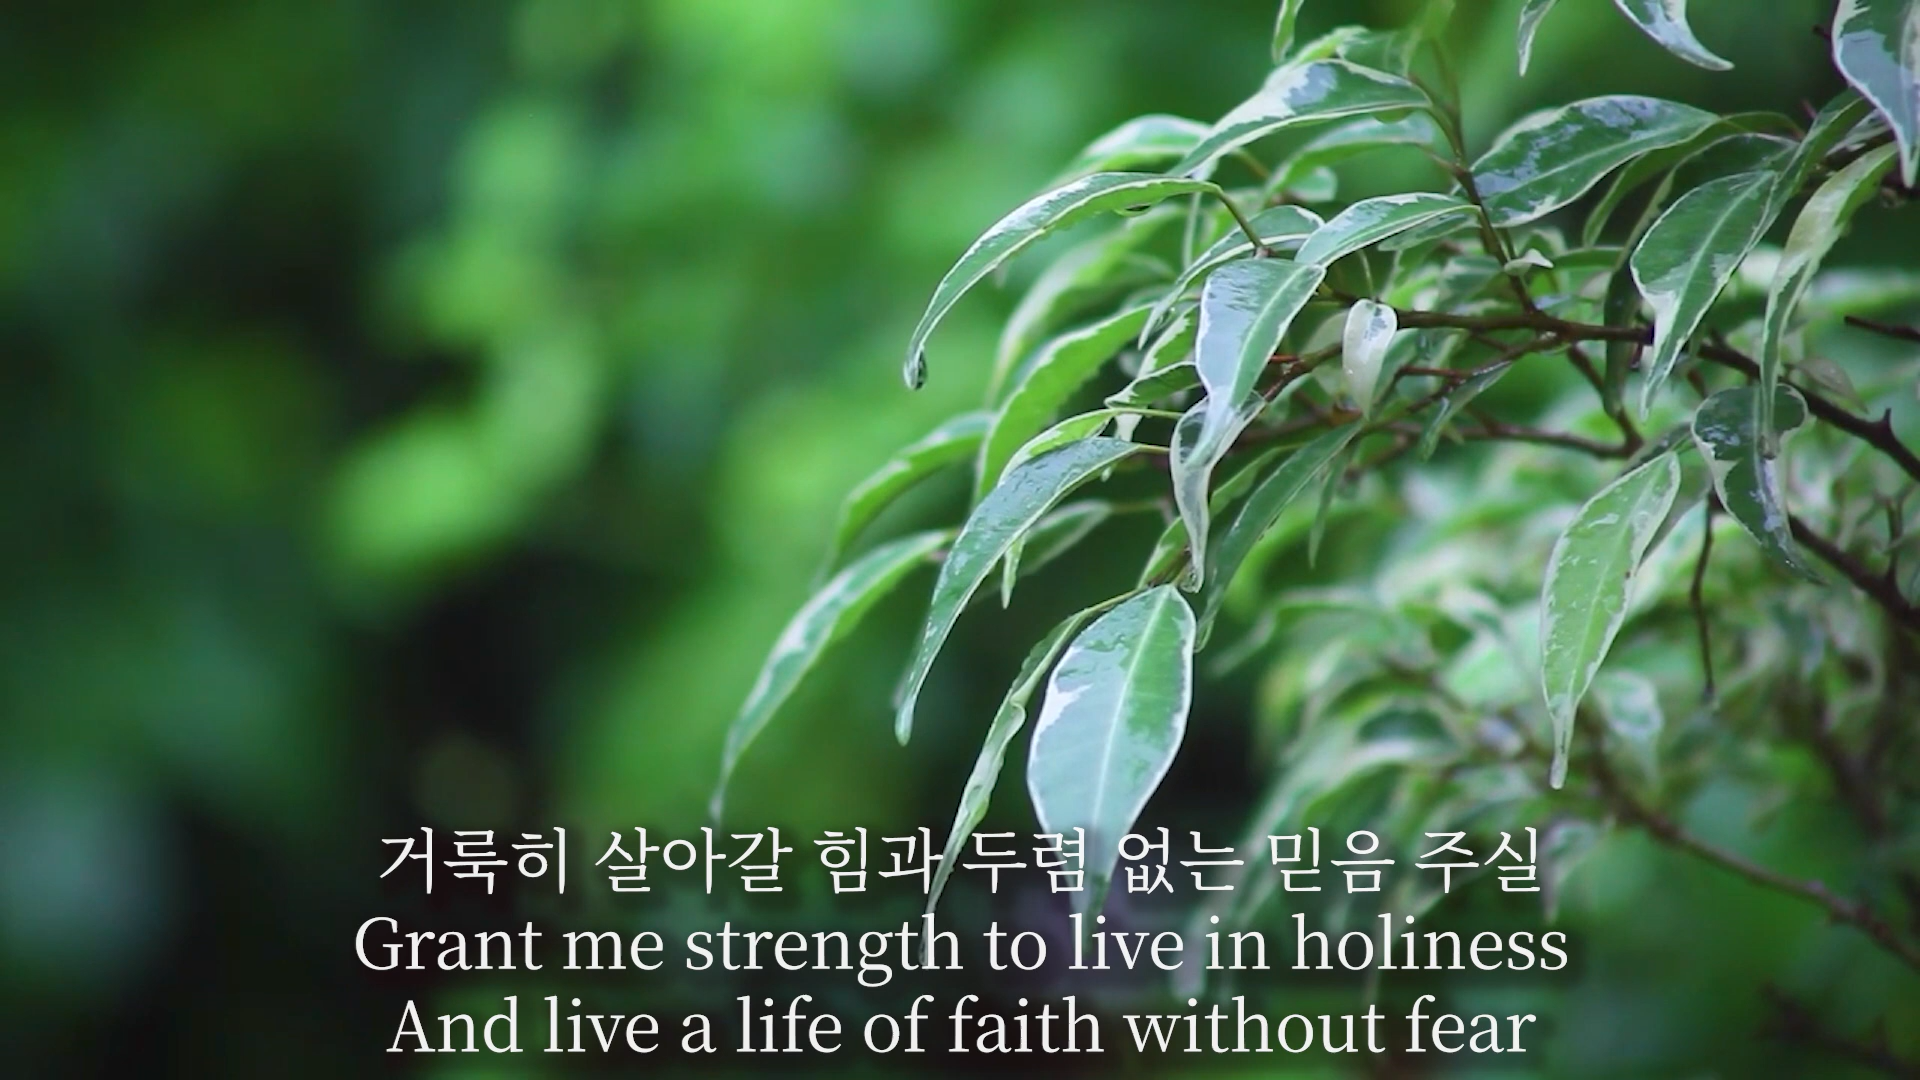 거룩히 살아갈 힘과 두렴 없는 믿음 주실
Grant me strength to live in holiness
And live a life of faith without fear